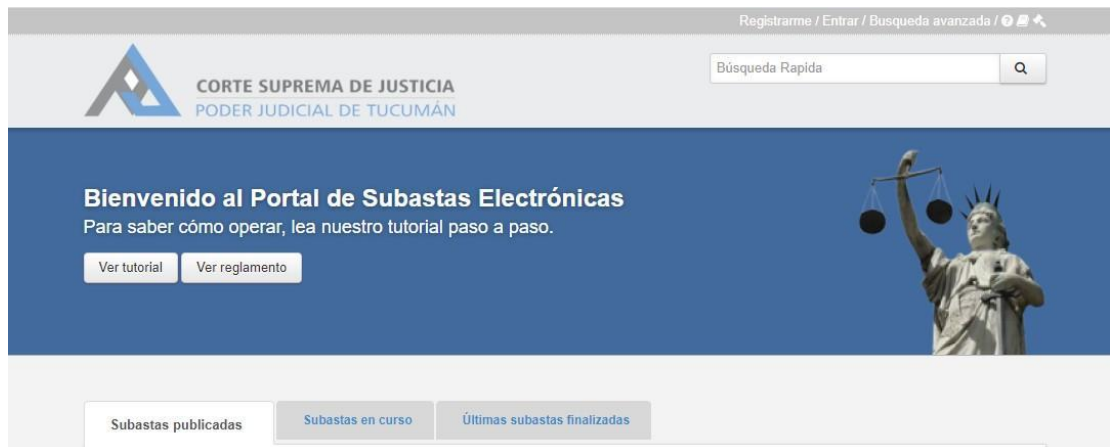 Registrarme / Entrar / Busqueda avanzada /
CORTE SUPREMA DE JUSTICIA
PODER JUDICIAL DE TUCUMÁN
Búsqueda Rapida
Bienvenido al Portal de Subastas Electrónicas
Para saber cómo operar, lea nuestro tutorial paso a paso.
Ver tutorial
Ver reglamento
Subastas publicadas
Subastas en curso
Últimas subastas finalizadas